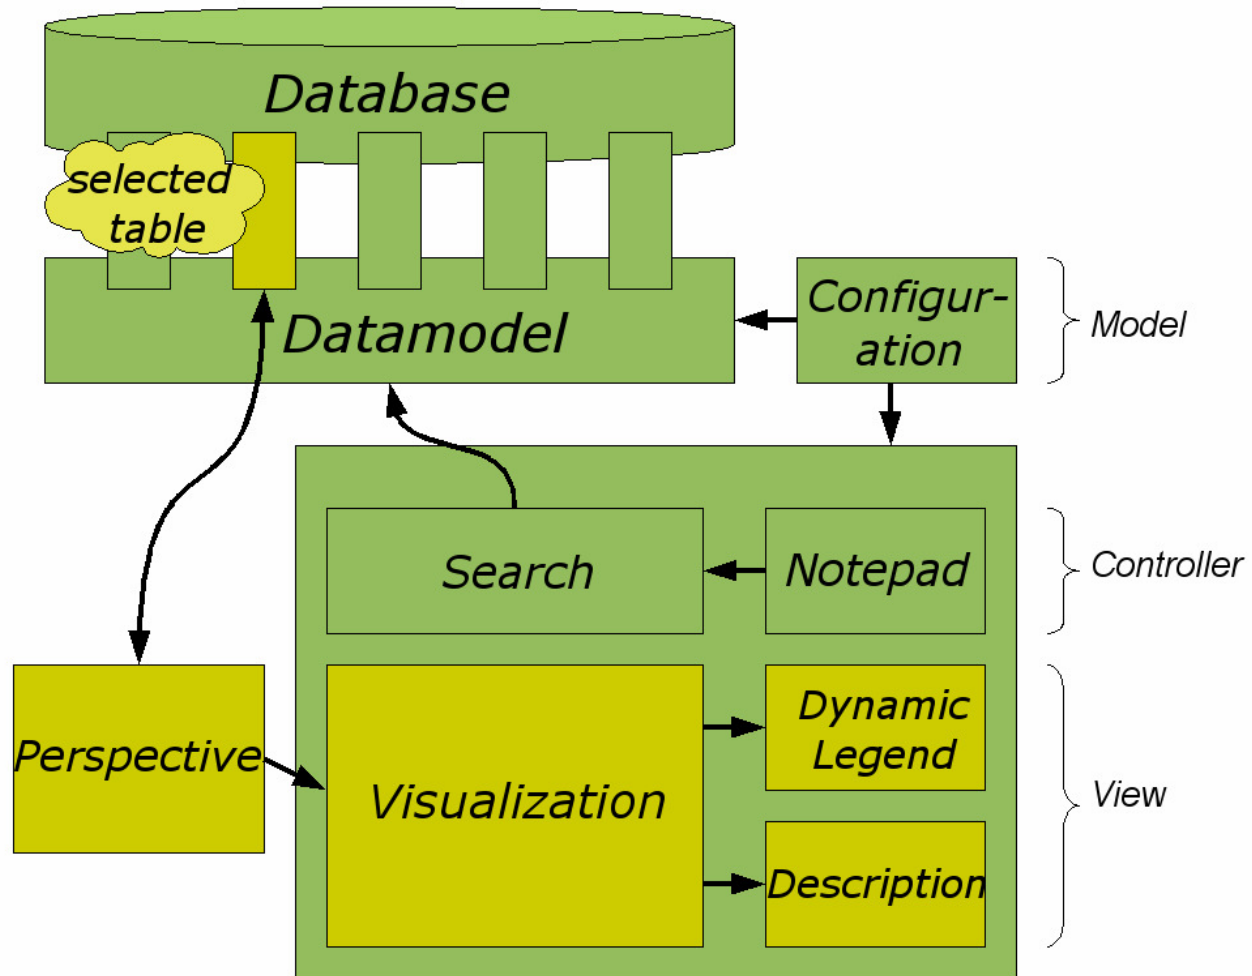 Database
selected
table
Datamodel
Configur-
ation
Model
Search
Notepad
Controller
Perspective
Visualization
Dynamic
Legend
Description
View